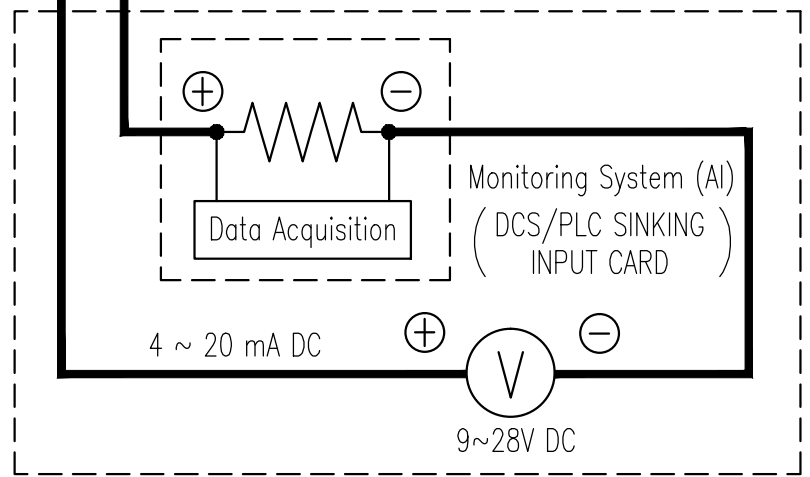 + −
Data Acquisition
Monitoring System (AI)
( DCS/PLC SINKING
INPUT CARD )
4 ~ 20 mA DC
+ −
V
9~28V DC